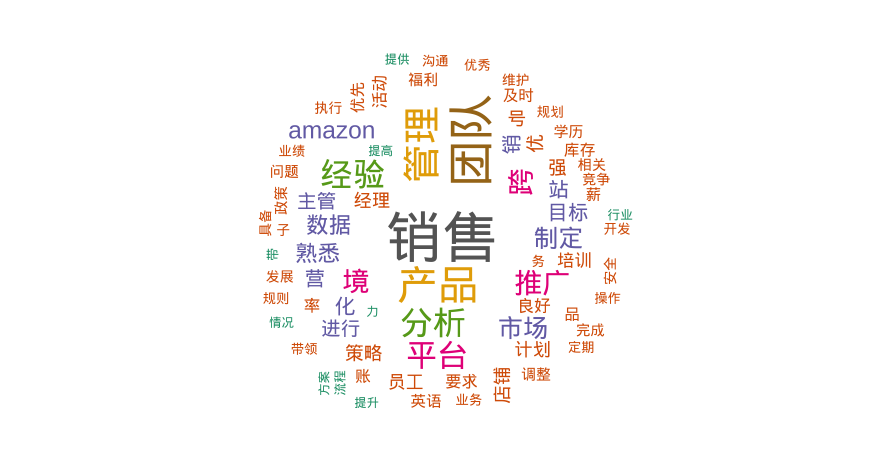 提供
沟通
优秀
福利
维护
活动
优先
及时
执行
管理
团队
号
规划
amazon
销
优
学历
业绩
提高
库存
问题
经验
强
相关
跨
竞争
政策
主管
经理
站
薪
具备
子
数据
销售
目标
行业
开发
熟悉
制定
务
培训
安全
发展
营
境
产品
推广
规则
率
化
力
良好
品
操作
情况
进行
分析
市场
完成
带领
策略
平台
计划
定期
方案
流程
账
员工
要求
店铺
调整
提升
英语
业务